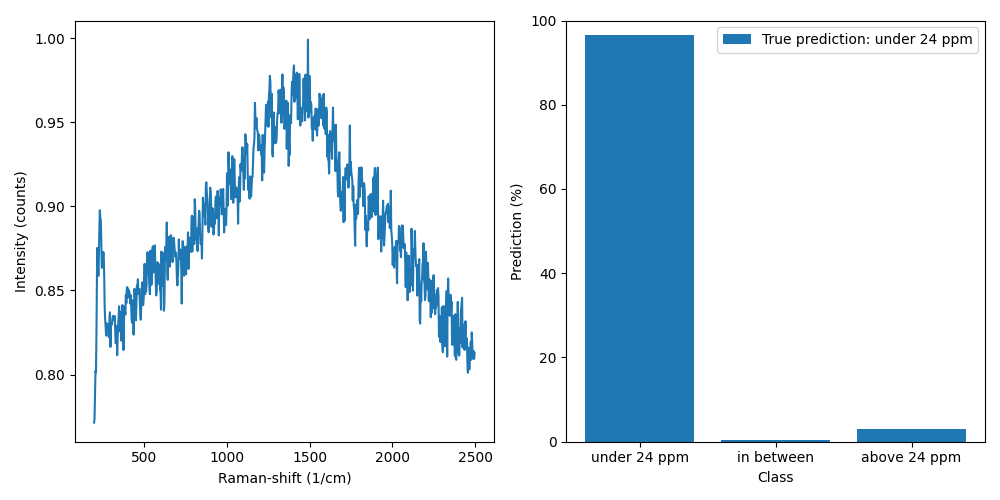 1.00
0.95
0.90
0.85
0.80
Intensity (counts)
500
1000
1500
2000
2500
Raman-shift (1/cm)
100
80
60
40
20
0
Prediction (%)
True prediction: under 24 ppm
under 24 ppm
in between
above 24 ppm
Class